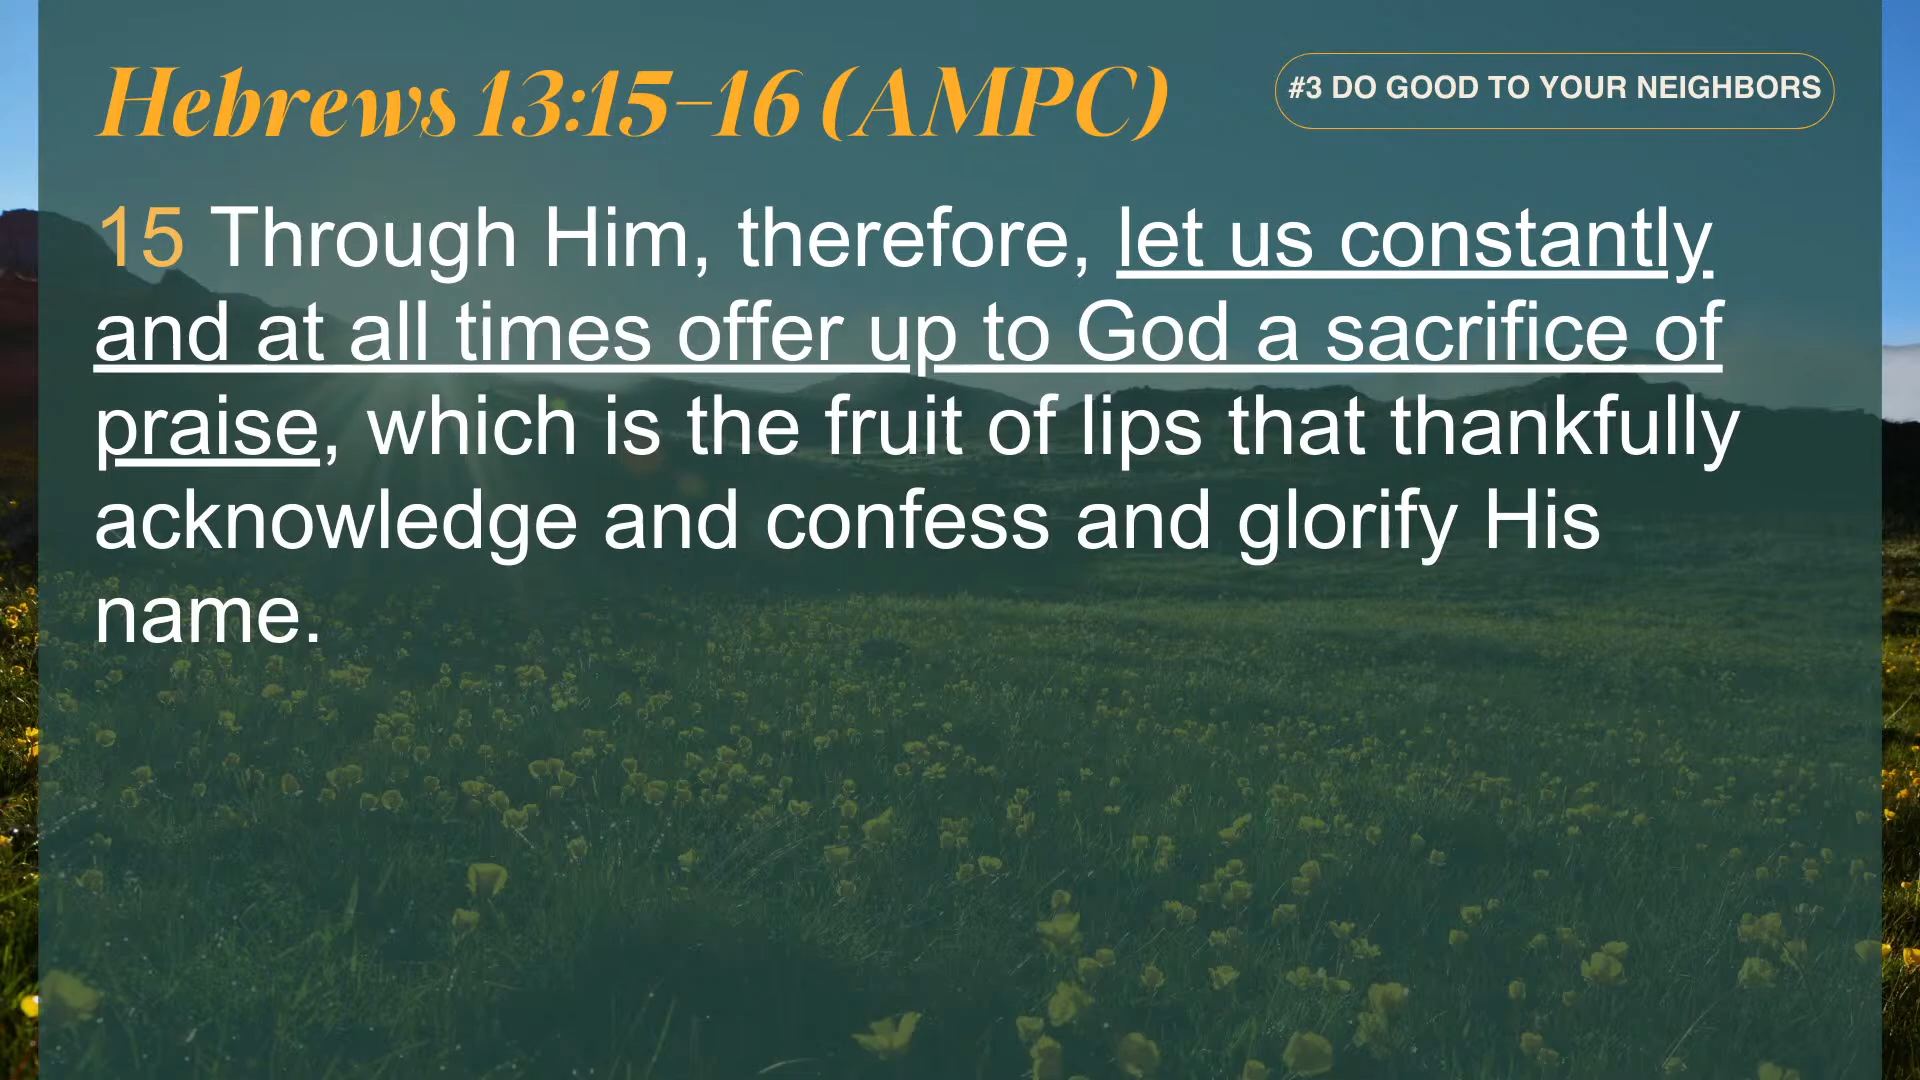 Hebrews 13:15–16 (AMPC)
#3 DO GOOD TO YOUR NEIGHBORS
15 Through Him, therefore, let us constantly
and at all times offer up to God a sacrifice of
praise, which is the fruit of lips that thankfully
acknowledge and confess and glorify His
name.